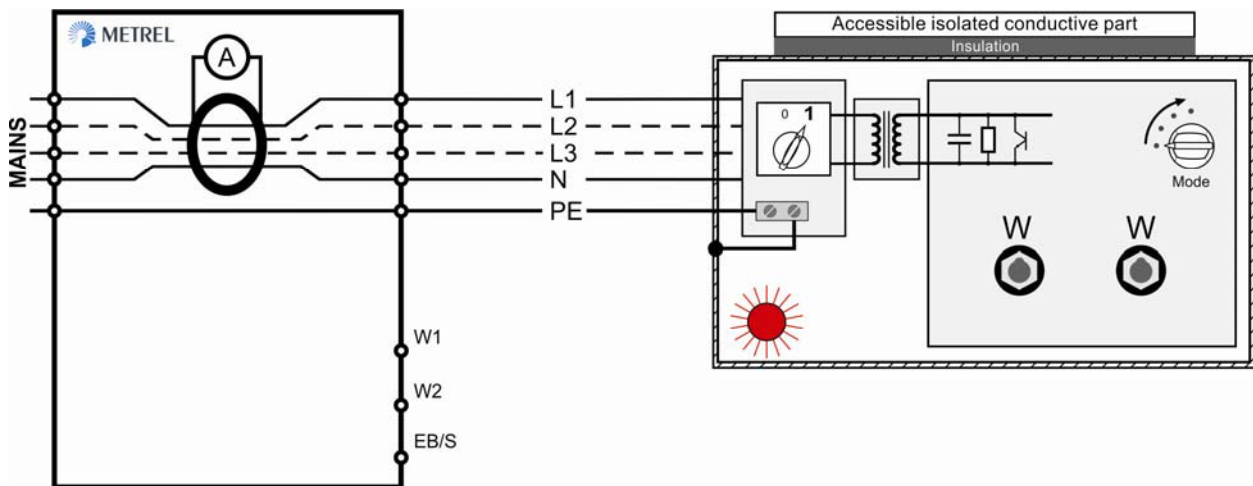 METREL
A
MAINS
L1
L2
L3
N
PE
W1
W2
EB/S
Accessible isolated conductive part
Insulation
0 1
Mode
W W